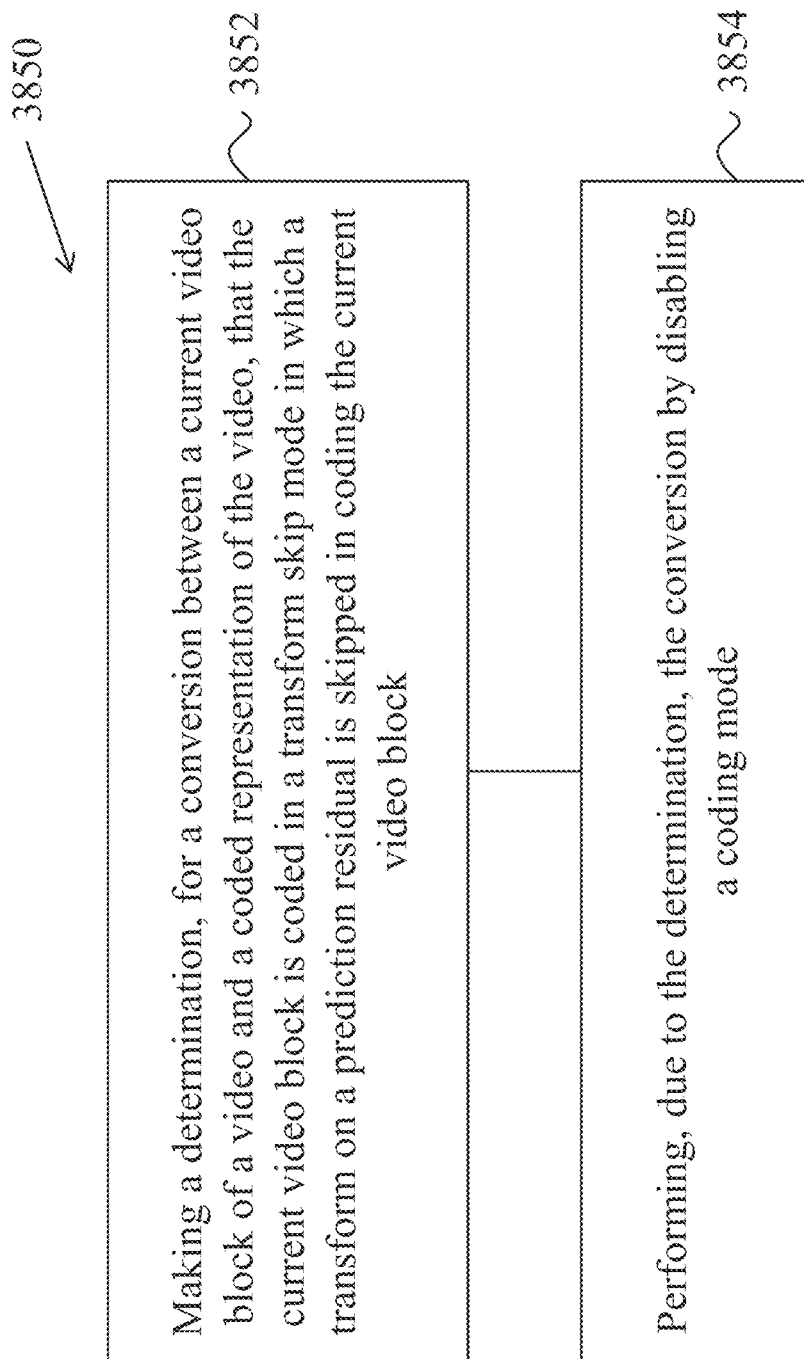 3850
Making a determination, for a conversion between a current video
block of a video and a coded representation of the video, that the
current video block is coded in a transform skip mode in which a
transform on a prediction residual is skipped in coding the current
video block
3852
Performing, due to the determination, the conversion by disabling
a coding mode
3854